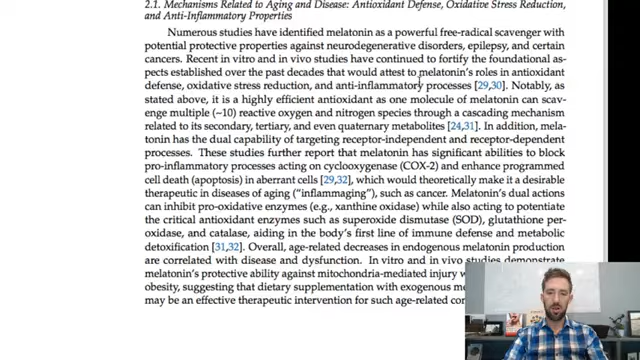 2.1. Mechanisms Related to Aging and Disease: Antioxidant Defense, Oxidative Stress Reduction,
and Anti-Inflammatory Properties
Numerous studies have identified melatonin as a powerful free-radical scavenger with
potential protective properties against neurodegenerative disorders, epilepsy, and certain
cancers. Recent in vitro and in vivo studies have continued to fortify the foundational as-
pects established over the past decades that would attest to melatonin's roles in antioxidant
defense, oxidative stress reduction, and anti-inflammatory processes [29,30]. Notably, as
stated above, it is a highly efficient antioxidant as one molecule of melatonin can scav-
enge multiple (~10) reactive oxygen and nitrogen species through a cascading mechanism
related to its secondary, tertiary, and even quaternary metabolites [24,31]. In addition, mela-
tonin has the dual capability of targeting receptor-independent and receptor-dependent
processes. These studies further report that melatonin has significant abilities to block
pro-inflammatory processes acting on cyclooxygenase (COX-2) and enhance programmed
cell death (apoptosis) in aberrant cells [29,32], which would theoretically make it a desirable
therapeutic in diseases of aging ("inflammaging"), such as cancer. Melatonin's dual actions
can inhibit pro-oxidative enzymes (e.g., xanthine oxidase) while also acting to potentiate
the critical antioxidant enzymes such as superoxide dismutase (SOD), glutathione per-
oxidase, and catalase, aiding in the body's first line of immune defense and metabolic
detoxification [31,32]. Overall, age-related decreases in endogenous melatonin production
are correlated with disease and dysfunction. In vitro and in vivo studies demonstrate
melatonin's protective ability against mitochondria-mediated injury w
obesity, suggesting that dietary supplementation with exogenous me
may be an effective therapeutic intervention for such age-related co